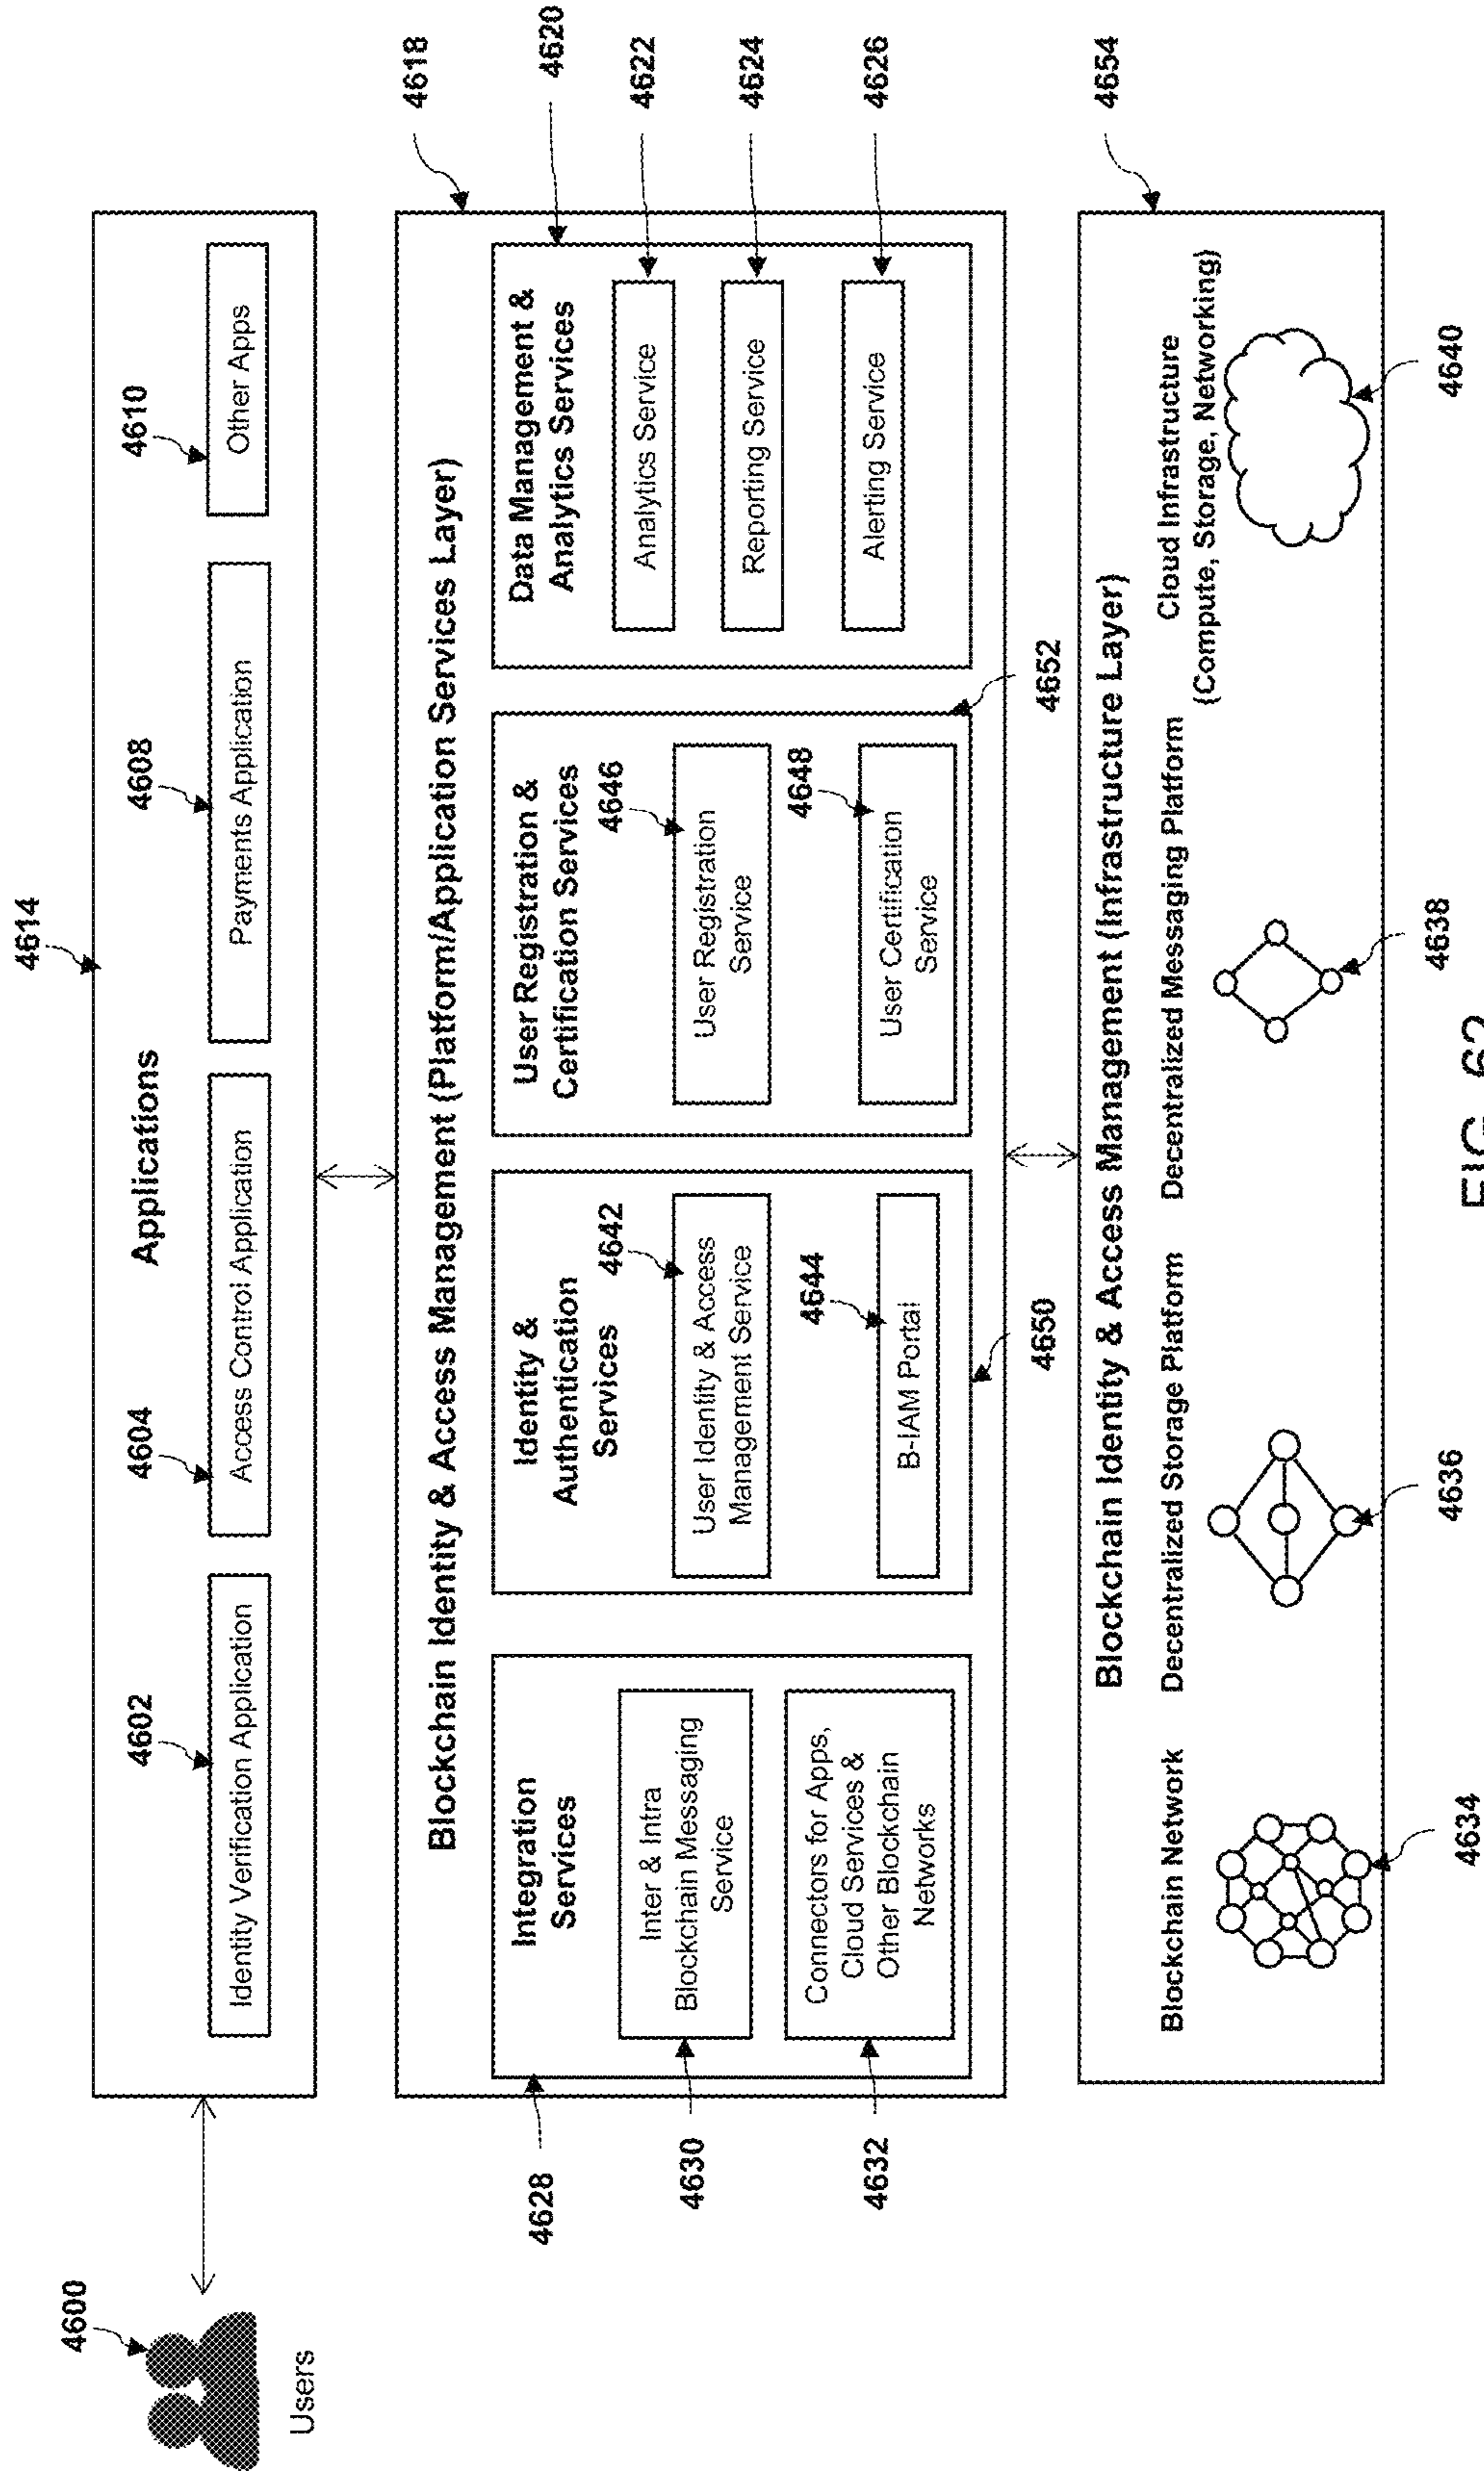 4600
Users
4614
Applications
4602
Identity Verification Application
4604
Access Control Application
4608
Payments Application
4610
Other Apps
4618
Blockchain Identity & Access Management (Platform/Application Services Layer)
4628
Integration
Services
4630
Inter & Intra
Blockchain Messaging
Service
4632
Connectors for Apps,
Cloud Services &
Other Blockchain
Networks
4650
Identity &
Authentication
Services
4642
User Identity & Access
Management Service
4644
B-IAM Portal
4652
User Registration &
Certification Services
4646
User Registration
Service
4648
User Certification
Service
4620
Data Management &
Analytics Services
4622
Analytics Service
4624
Reporting Service
4626
Alerting Service
4654
Blockchain Identity & Access Management (Infrastructure Layer)
Blockchain Network
4634
Decentralized Storage Platform
4636
Decentralized Messaging Platform
4638
Cloud Infrastructure
(Compute, Storage, Networking)
4640
FIG. 62